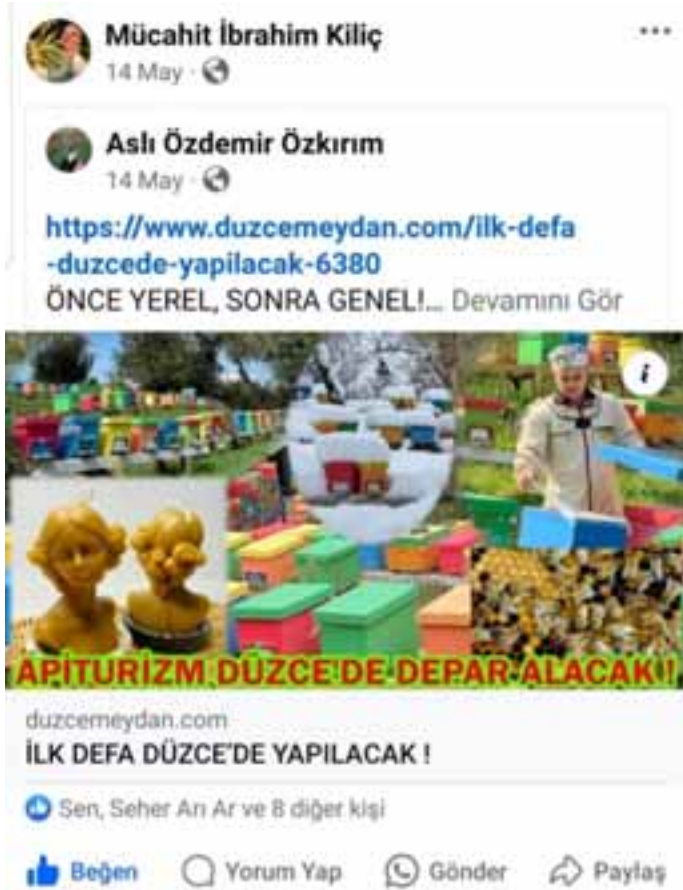 Mücahit İbrahim Kiliç
14 May ·
Aslı Özdemir Özkırım
14 May ·
https://www.duzcemeydan.com/ilk-defa
-duzcede-yapilacak-6380
ÖNCE YEREL, SONRA GENEL!... Devamını Gör
APİTURİZM DÜZCE'DE DEPAR ALACAK !
duzcemeydan.com
İLK DEFA DÜZCE'DE YAPILACAK !
Sen, Seher Arı Ar ve 8 diğer kişi
Beğen Yorum Yap Gönder Paylaş